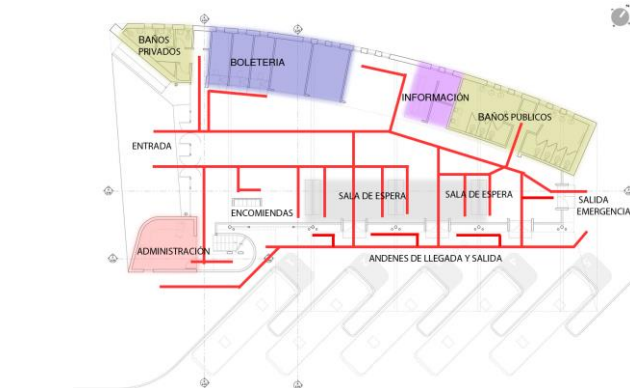 BAÑOS
PRIVADOS
BOLETERIA
INFORMACIÓN
BAÑOS PUBLICOS
ENTRADA
SALA DE ESPERA
SALA DE ESPERA
SALIDA
EMERGENCIA
ENCOMIENDAS
ADMINISTRACIÓN
ANDENES DE LLEGADA Y SALIDA